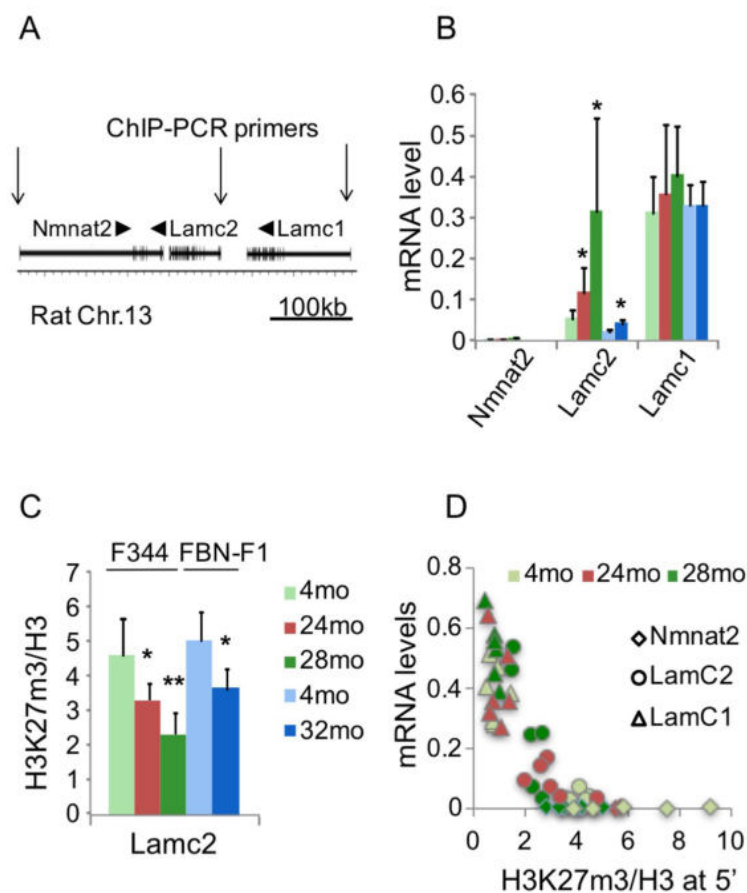 A
ChIP-PCR primers
Nmnat2 Lamc2 Lamc1
Rat Chr.13
100kb
B
mRNA level
0.6
0.5
0.4
0.3
0.2
0.1
0
*
*
*
Nmnat2
Lamc2
Lamc1
C
F344 FBN-F1
H3K27m3/H3
7
6
5
4
3
2
1
0
*
**
*
Lamc2
4mo
24mo
28mo
4mo
32mo
D
4mo 24mo 28mo
Nmnat2
LamC2
LamC1
mRNA levels
0.8
0.6
0.4
0.2
0
0 2 4 6 8 10
H3K27m3/H3 at 5'